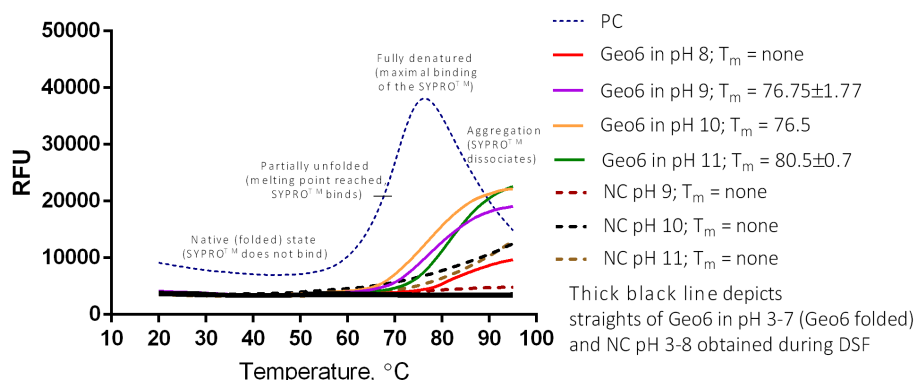 50000
40000
30000
20000
10000
0
RFU
10 20 30 40 50 60 70 80 90 100
Temperature, °C
Native (folded) state
(SYPRO™ does not bind)
Partially unfolded
(melting point reached
SYPRO™ binds)
Fully denatured
(maximal binding
of the SYPRO™)
Aggregation
(SYPRO™
dissociates)
PC
Geo6 in pH 8; Tm = none
Geo6 in pH 9; Tm = 76.75±1.77
Geo6 in pH 10; Tm = 76.5
Geo6 in pH 11; Tm = 80.5±0.7
NC pH 9; Tm = none
NC pH 10; Tm = none
NC pH 11; Tm = none
Thick black line depicts
straights of Geo6 in pH 3-7 (Geo6 folded)
and NC pH 3-8 obtained during DSF